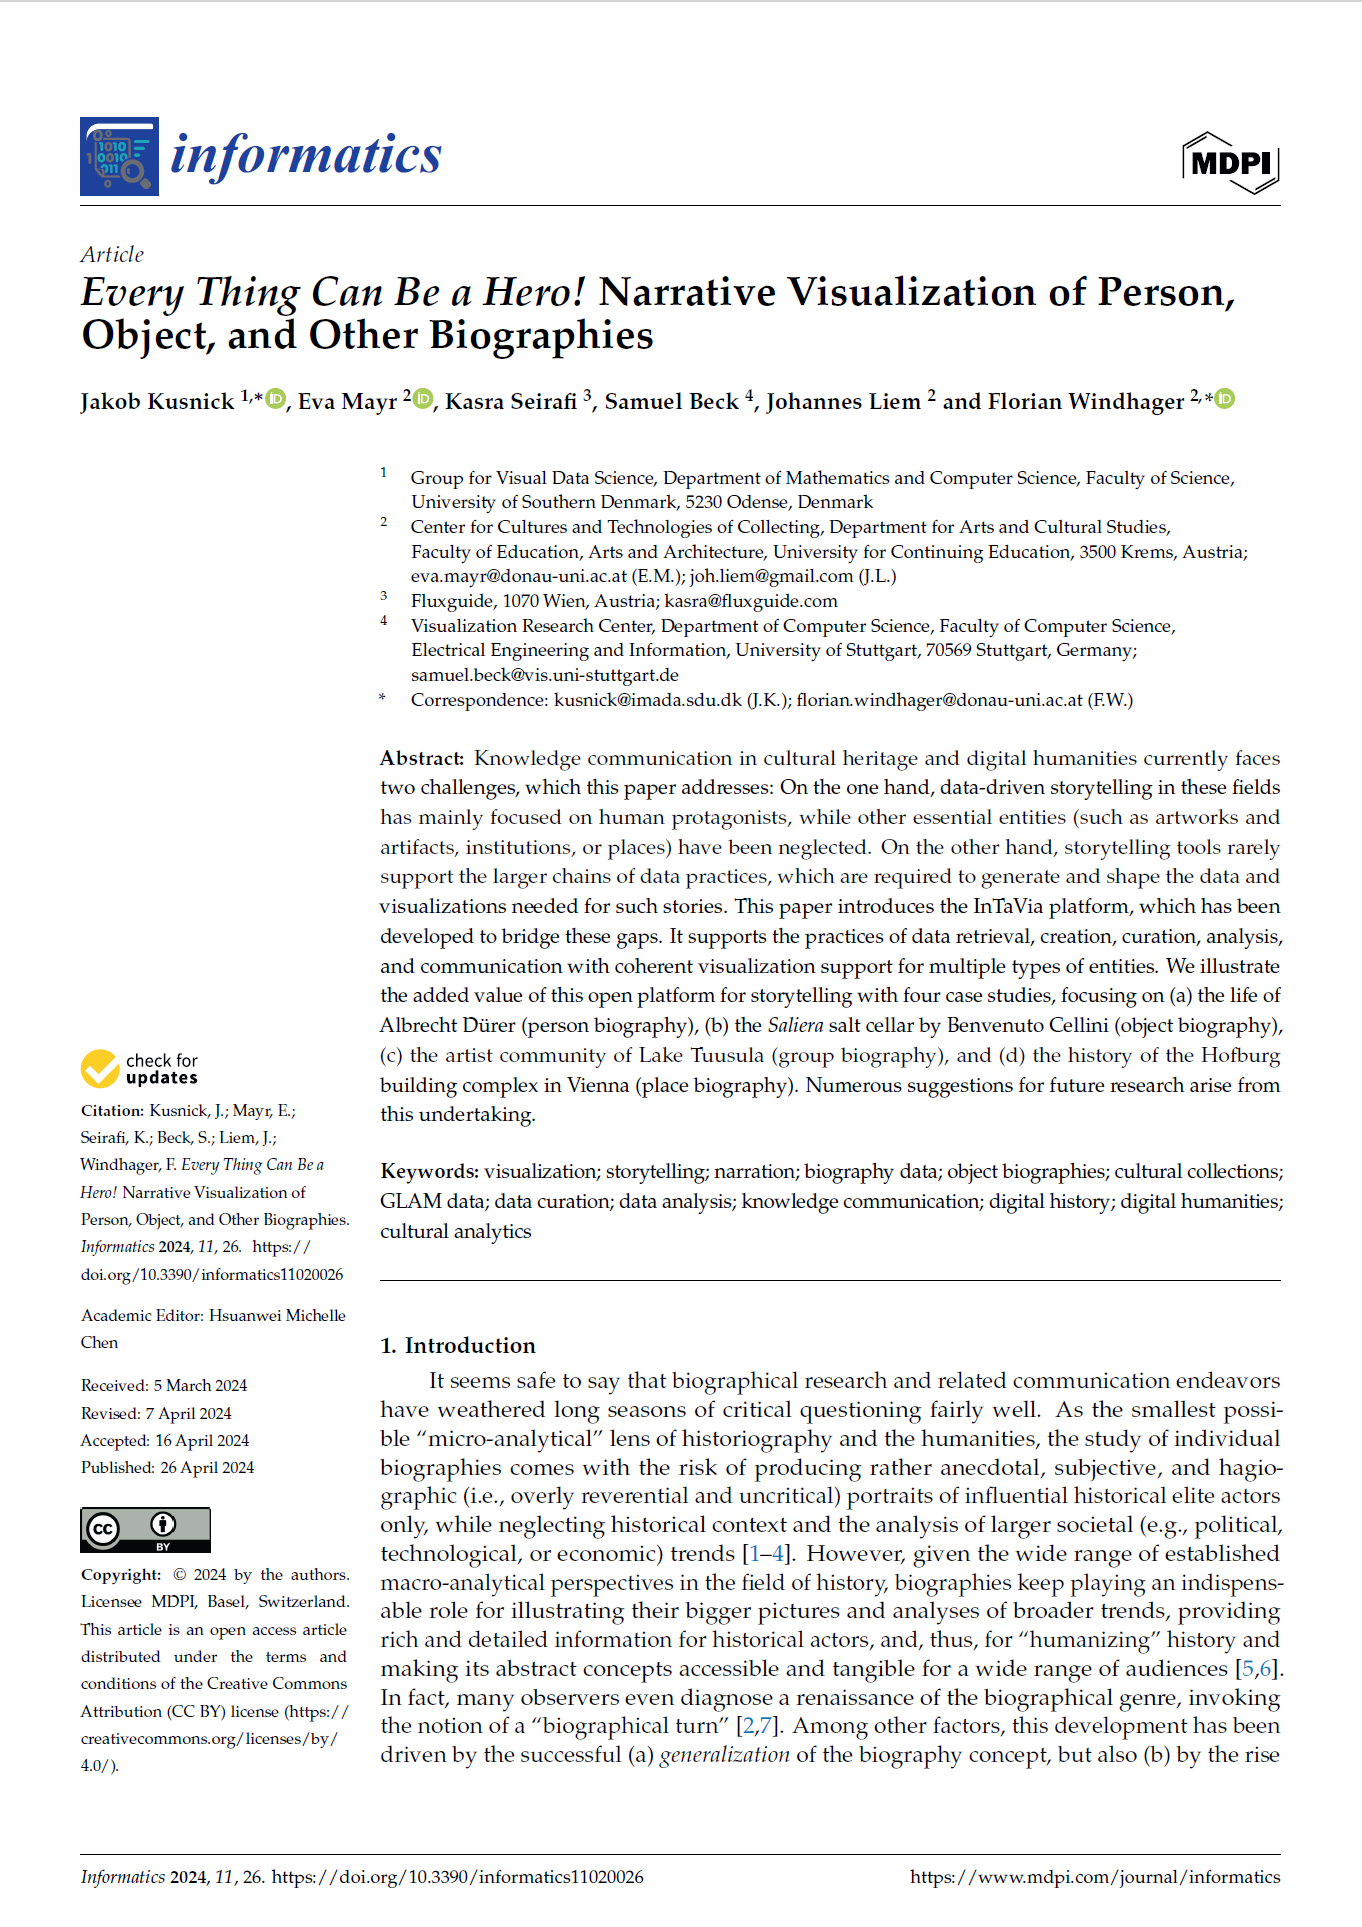 informatics
MDPI
Article
Every Thing Can Be a Hero! Narrative Visualization of Person,
Object, and Other Biographies
Jakob Kusnick 1,* iD, Eva Mayr 2 iD, Kasra Seirafi 3, Samuel Beck 4, Johannes Liem 2 and Florian Windhager 2,* iD
1 Group for Visual Data Science, Department of Mathematics and Computer Science, Faculty of Science,
University of Southern Denmark, 5230 Odense, Denmark
2 Center for Cultures and Technologies of Collecting, Department for Arts and Cultural Studies,
Faculty of Education, Arts and Architecture, University for Continuing Education, 3500 Krems, Austria;
eva.mayr@donau-uni.ac.at (E.M.); joh.liem@gmail.com (J.L.)
3 Fluxguide, 1070 Wien, Austria; kasra@fluxguide.com
4 Visualization Research Center, Department of Computer Science, Faculty of Computer Science,
Electrical Engineering and Information, University of Stuttgart, 70569 Stuttgart, Germany;
samuel.beck@vis.uni-stuttgart.de
* Correspondence: kusnick@imada.sdu.dk (J.K.); florian.windhager@donau-uni.ac.at (F.W.)
Abstract: Knowledge communication in cultural heritage and digital humanities currently faces
two challenges, which this paper addresses: On the one hand, data-driven storytelling in these fields
has mainly focused on human protagonists, while other essential entities (such as artworks and
artifacts, institutions, or places) have been neglected. On the other hand, storytelling tools rarely
support the larger chains of data practices, which are required to generate and shape the data and
visualizations needed for such stories. This paper introduces the InTaVia platform, which has been
developed to bridge these gaps. It supports the practices of data retrieval, creation, curation, analysis,
and communication with coherent visualization support for multiple types of entities. We illustrate
the added value of this open platform for storytelling with four case studies, focusing on (a) the life of
Albrecht Dürer (person biography), (b) the Saliera salt cellar by Benvenuto Cellini (object biography),
(c) the artist community of Lake Tuusula (group biography), and (d) the history of the Hofburg
building complex in Vienna (place biography). Numerous suggestions for future research arise from
this undertaking.
Keywords: visualization; storytelling; narration; biography data; object biographies; cultural collections;
GLAM data; data curation; data analysis; knowledge communication; digital history; digital humanities;
cultural analytics
check for
updates
Citation: Kusnick, J.; Mayr, E.;
Seirafi, K.; Beck, S.; Liem, J.;
Windhager, F. Every Thing Can Be a
Hero! Narrative Visualization of
Person, Object, and Other Biographies.
Informatics 2024, 11, 26. https://
doi.org/10.3390/informatics11020026
Academic Editor: Hsuanwei Michelle
Chen
Received: 5 March 2024
Revised: 7 April 2024
Accepted: 16 April 2024
Published: 26 April 2024
CC BY
Copyright: © 2024 by the authors.
Licensee MDPI, Basel, Switzerland.
This article is an open access article
distributed under the terms and
conditions of the Creative Commons
Attribution (CC BY) license (https://
creativecommons.org/licenses/by/
4.0/).
1. Introduction
It seems safe to say that biographical research and related communication endeavors
have weathered long seasons of critical questioning fairly well. As the smallest possi-
ble “micro-analytical” lens of historiography and the humanities, the study of individual
biographies comes with the risk of producing rather anecdotal, subjective, and hagio-
graphic (i.e., overly reverential and uncritical) portraits of influential historical elite actors
only, while neglecting historical context and the analysis of larger societal (e.g., political,
technological, or economic) trends [1–4]. However, given the wide range of established
macro-analytical perspectives in the field of history, biographies keep playing an indispens-
able role for illustrating their bigger pictures and analyses of broader trends, providing
rich and detailed information for historical actors, and, thus, for “humanizing” history and
making its abstract concepts accessible and tangible for a wide range of audiences [5,6].
In fact, many observers even diagnose a renaissance of the biographical genre, invoking
the notion of a “biographical turn” [2,7]. Among other factors, this development has been
driven by the successful (a) generalization of the biography concept, but also (b) by the rise
Informatics 2024, 11, 26. https://doi.org/10.3390/informatics11020026
https://www.mdpi.com/journal/informatics